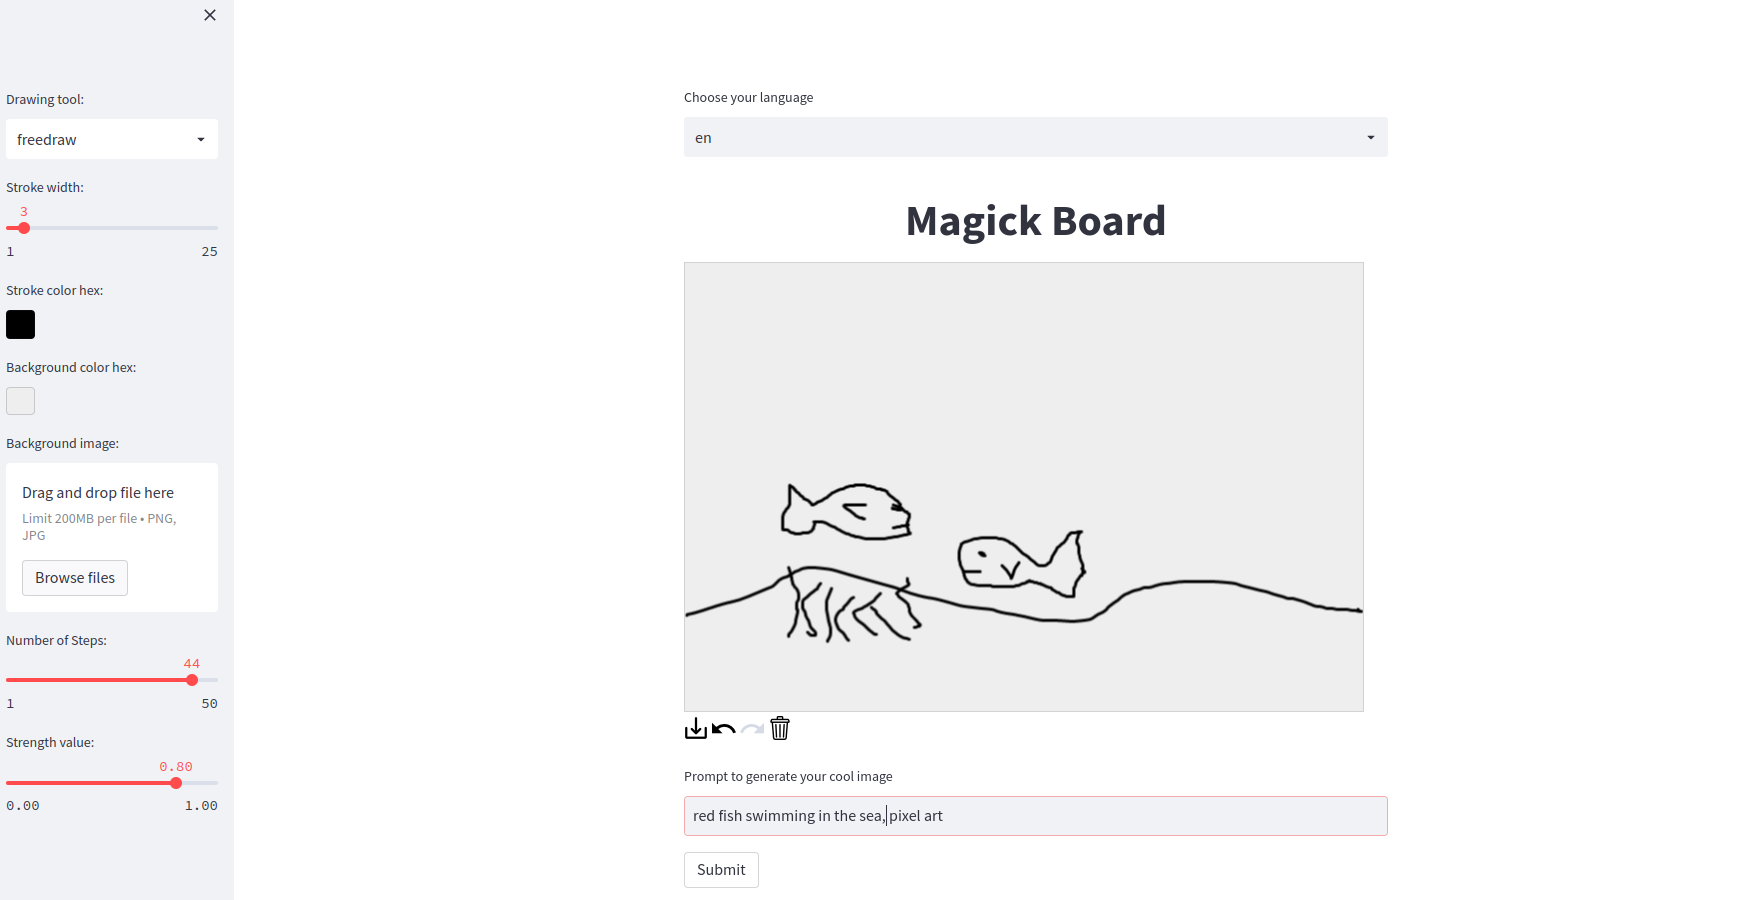 Drawing tool:
freedraw
Stroke width:
3
1 25
Stroke color hex:
Background color hex:
Background image:
Drag and drop file here
Limit 200MB per file • PNG,
JPG
Browse files
Number of Steps:
44
1 50
Strength value:
0.80
0.00 1.00
Choose your language
en
Magick Board
Prompt to generate your cool image
red fish swimming in the sea, pixel art
Submit